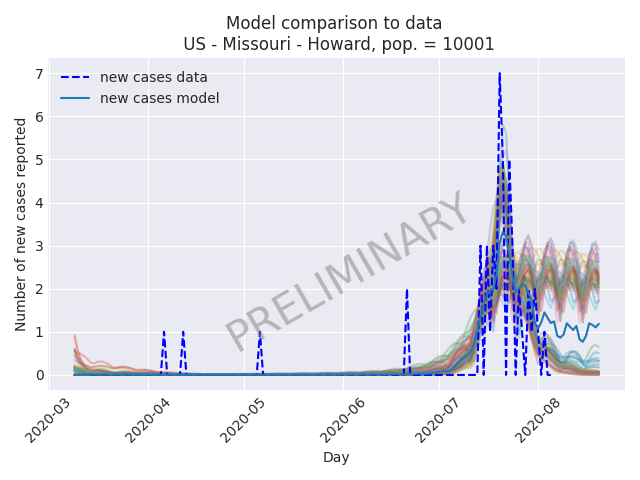 Model comparison to data
US - Missouri - Howard, pop. = 10001
new cases data
new cases model
Number of new cases reported
7
6
5
4
3
2
1
0
PRELIMINARY
2020-03
2020-04
2020-05
2020-06
2020-07
2020-08
Day